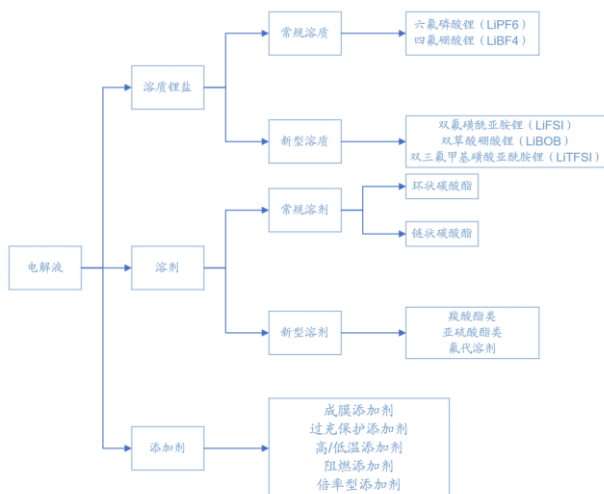 常规溶质
六氟磷酸锂（LiPF6）
四氟硼酸锂（LiBF4）
溶质锂盐
新型溶质
双氟磺酰亚胺锂（LiFSI）
双草酸硼酸锂（LiBOB）
双三氟甲基磺酸亚酰胺锂（LiTFSI）
常规溶剂
环状碳酸酯
链状碳酸酯
电解液
溶剂
新型溶剂
羧酸酯类
亚硫酸酯类
氟代溶剂
添加剂
成膜添加剂
过充保护添加剂
高/低温添加剂
阻燃添加剂
倍率型添加剂